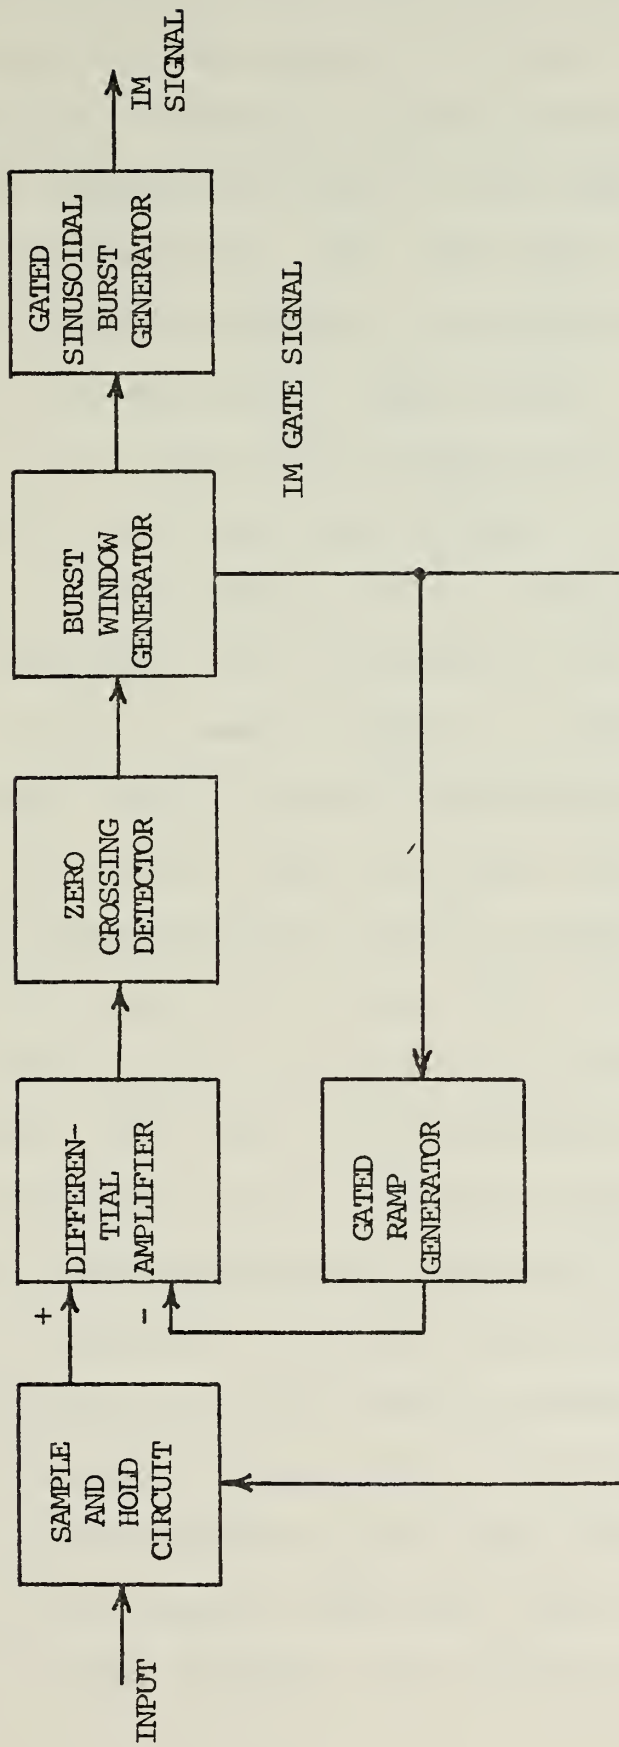 INPUT
SAMPLE
AND
HOLD
CIRCUIT
+
-
DIFFEREN-
TIAL
AMPLIFIER
ZERO
CROSSING
DETECTOR
BURST
WINDOW
GENERATOR
GATED
SINUSOIDAL
BURST
GENERATOR
IM
SIGNAL
GATED
RAMP
GENERATOR
IM GATE SIGNAL